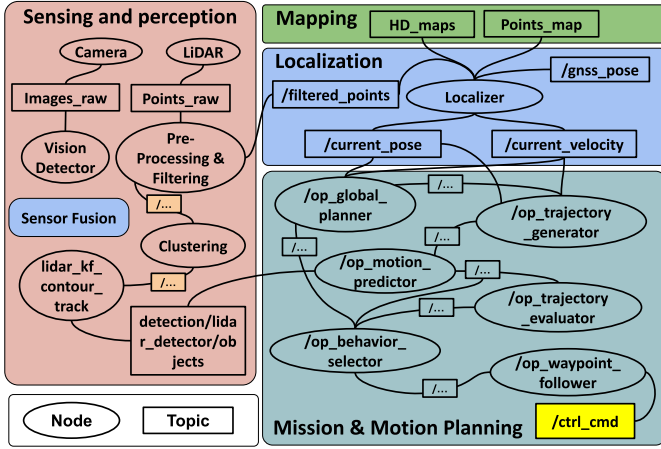 Sensing and perception
Camera
LiDAR
Images_raw
Points_raw
Vision
Detector
Pre-
Processing &
Filtering
/...
Sensor Fusion
Clustering
lidar_kf_
contour_
track
/...
detection/lida
r_detector/ob
jects
Node
Topic
Mapping
HD_maps
Points_map
Localization
/gnss_pose
/filtered_points
Localizer
/current_pose
/current_velocity
/op_global_
planner
/...
/op_trajectory
_generator
/...
/...
/op_motion_
predictor
/...
/op_trajectory
_evaluator
/...
/op_behavior_
selector
/op_waypoint_
follower
/...
/ctrl_cmd
Mission & Motion Planning